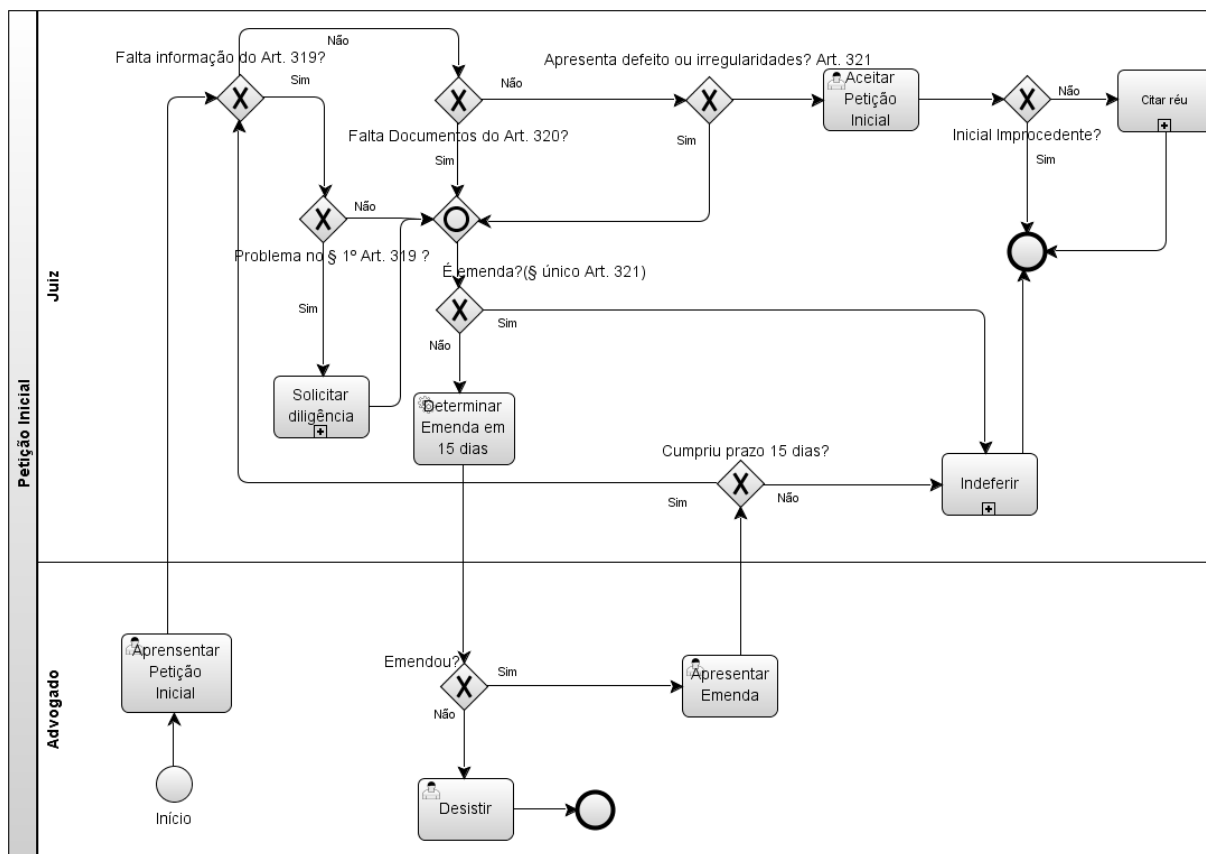 Petição Inicial
Juiz
Não
Falta informação do Art. 319?
Sim
Apresenta defeito ou irregularidades? Art. 321
Não
Falta Documentos do Art. 320?
Sim
Sim
Aceitar
Petição
Inicial
Não
Inicial Improcedente?
Sim
Citar réu
Não
Problema no § 1º Art. 319 ?
Sim
É emenda?(§ único Art. 321)
Sim
Não
Solicitar
diligência
Determinar
Emenda em
15 dias
Cumpriu prazo 15 dias?
Sim
Não
Indeferir
Advogado
Aprensentar
Petição
Inicial
Início
Emendou?
Sim
Não
Apresentar
Emenda
Desistir